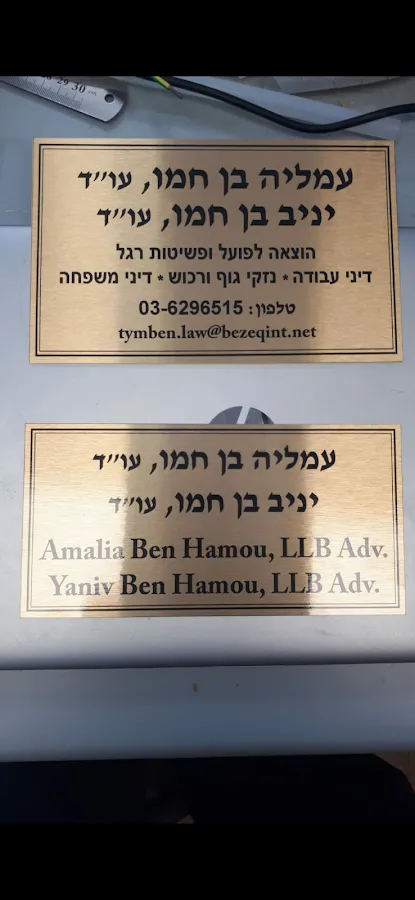 29 30
עמליה בן חמו, עו״ד
יניב בן חמו, עו״ד
הוצאה לפועל ופשיטות רגל
דיני עבודה * נזקי גוף ורכוש * דיני משפחה
טלפון: 03-6296515
tymben.law@bezeqint.net
עמליה בן חמו, עו״ד
יניב בן חמו, עו״ד
Amalia Ben Hamou, LLB Adv.
Yaniv Ben Hamou, LLB Adv.